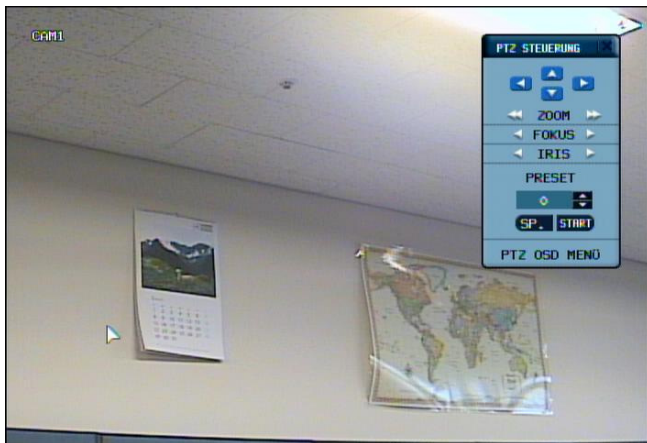 CAM1
PTZ STEUERUNG X
ZOOM
FOKUS
IRIS
PRESET
0
SP. START
PTZ OSD MENÜ